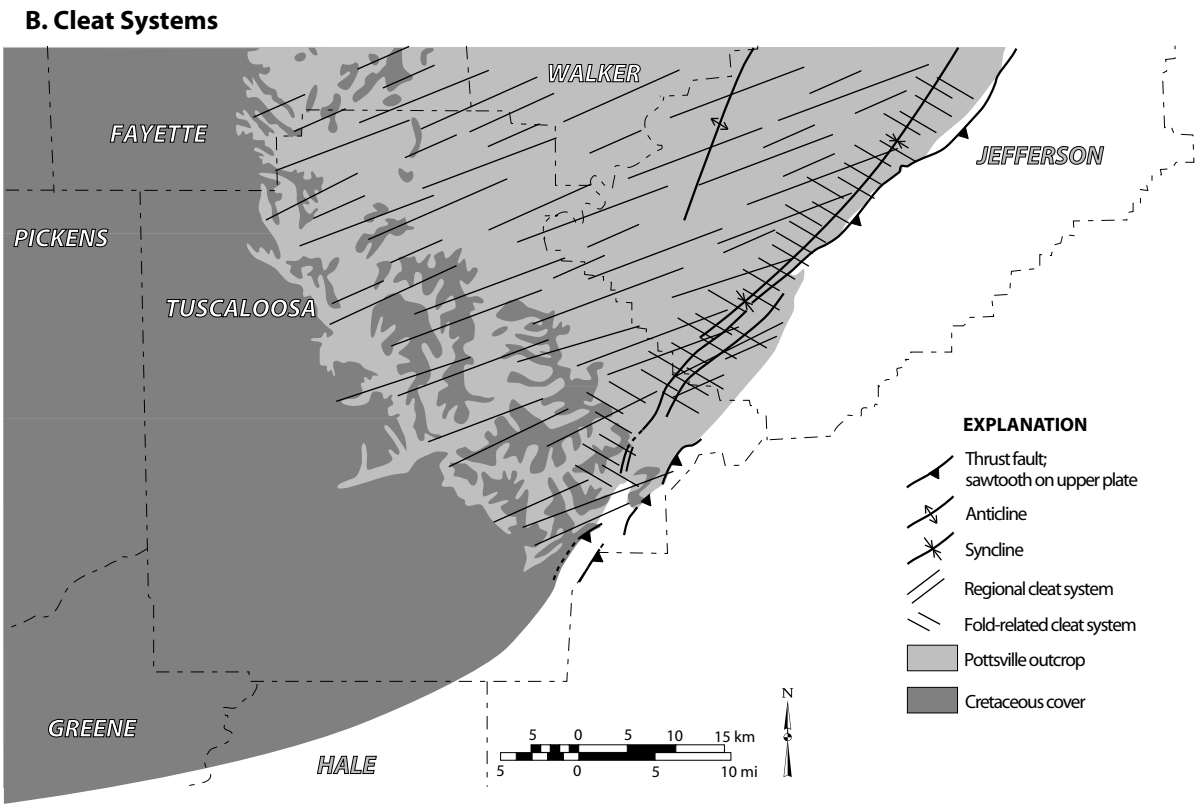 B. Cleat Systems
WALKER
FAYETTE
JEFFERSON
PICKENS
TUSCALOOSA
EXPLANATION
Thrust fault;
sawtooth on upper plate
Anticline
Syncline
Regional cleat system
Fold-related cleat system
Pottsville outcrop
Cretaceous cover
GREENE
HALE
N
5 0 5 10 15 km
5 0 5 10 mi